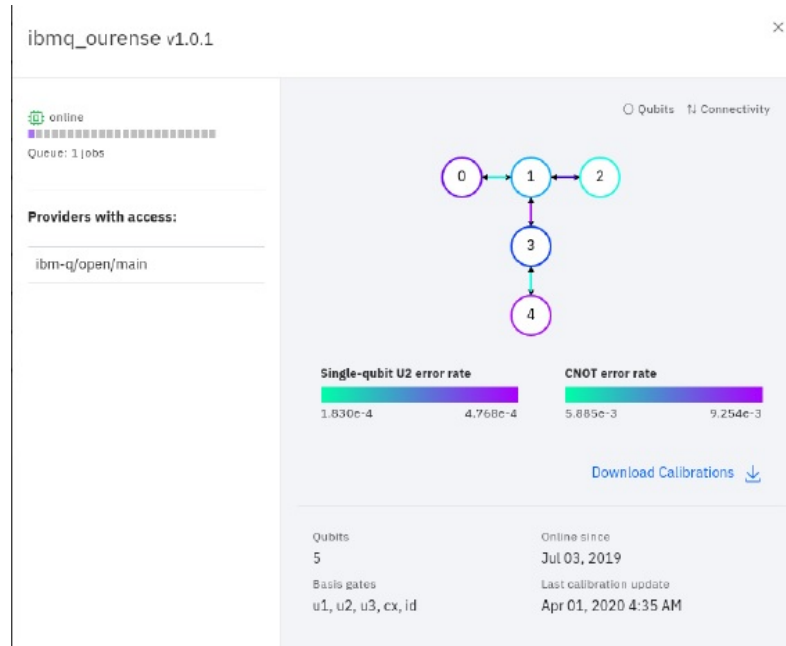 ibmq_ourense v1.0.1
×
online
Queue: 1 jobs
Providers with access:
ibm-q/open/main
Qubits ↑↓ Connectivity
0 1 2
3
4
Single-qubit U2 error rate CNOT error rate
1.830e-4 4.768e-4 5.885e-3 9.254e-3
Download Calibrations
Qubits Online since
5 Jul 03, 2019
Basis gates Last calibration update
u1, u2, u3, cx, id Apr 01, 2020 4:35 AM